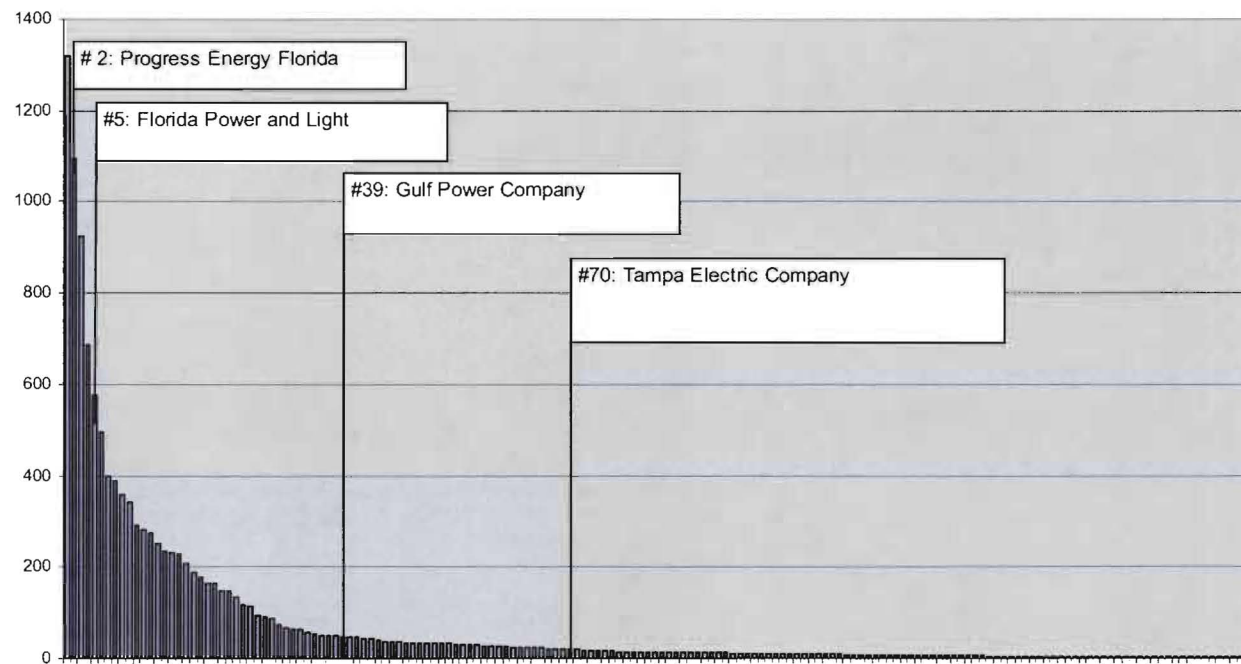 1400
# 2: Progress Energy Florida
1200
#5: Florida Power and Light
1000
#39: Gulf Power Company
800
#70: Tampa Electric Company
600
400
200
0